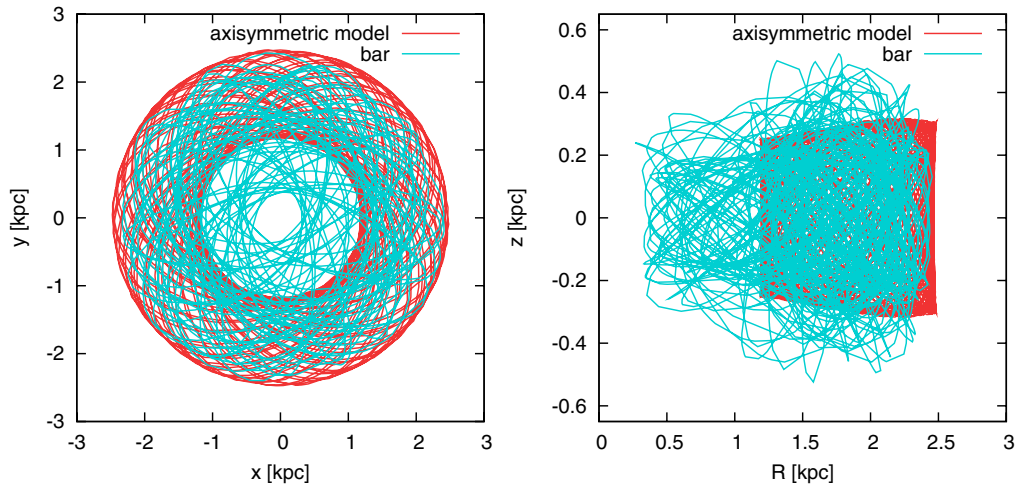 axisymmetric model
bar
3
2
1
0
-1
-2
-3
-3 -2 -1 0 1 2 3
x [kpc]
y [kpc]
axisymmetric model
bar
0.6
0.4
0.2
0
-0.2
-0.4
-0.6
0 0.5 1 1.5 2 2.5 3
R [kpc]
z [kpc]